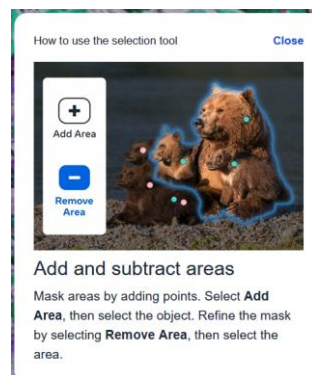 How to use the selection tool
Close
+
Add Area
−
Remove
Area
Add and subtract areas
Mask areas by adding points. Select Add
Area, then select the object. Refine the mask
by selecting Remove Area, then select the
area.